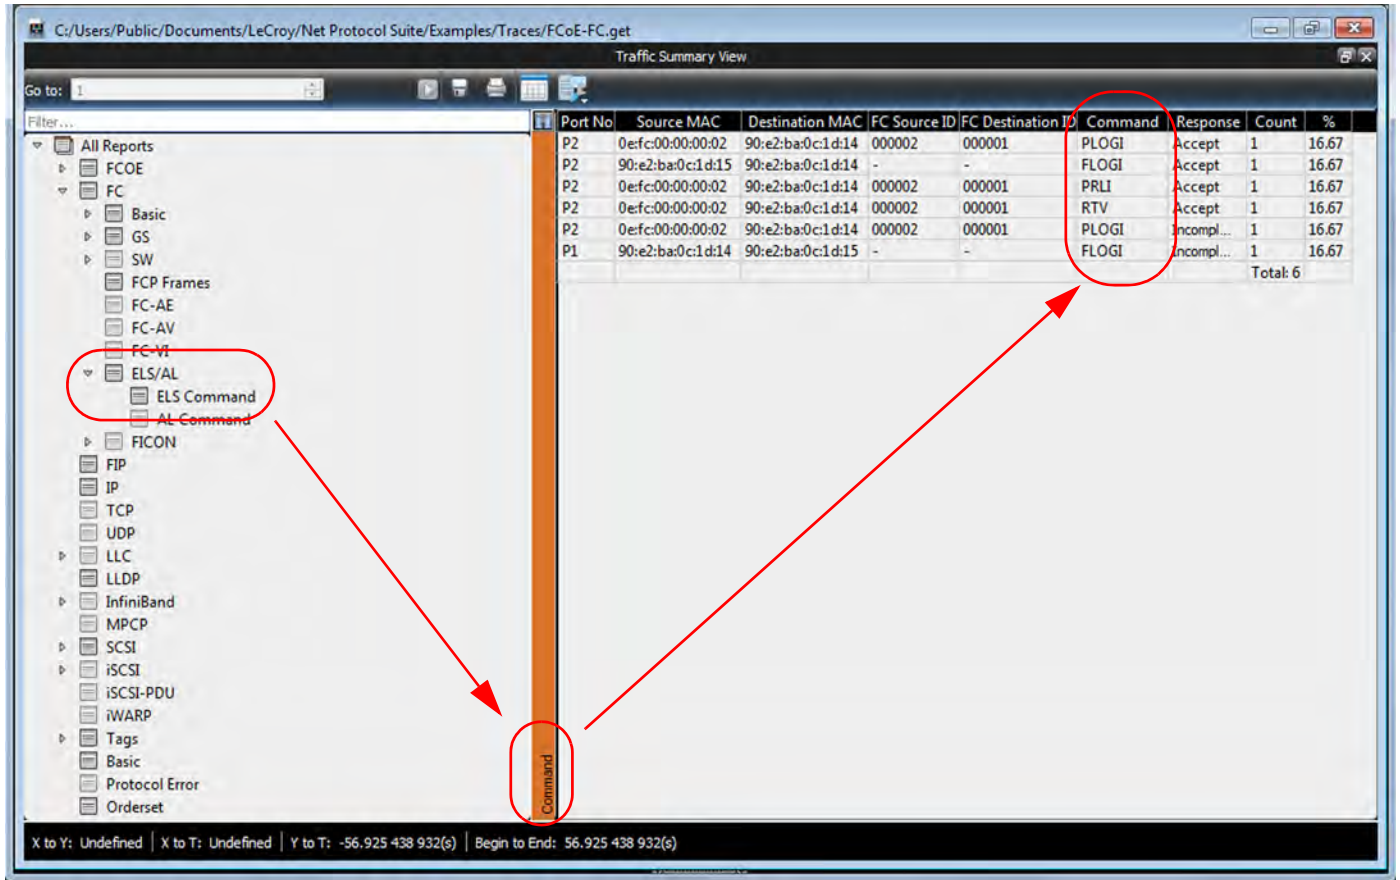 C:/Users/Public/Documents/LeCroy/Net Protocol Suite/Examples/Traces/FCoE-FC.get
Traffic Summary View
Go to: 1
Filter...
All Reports
FCOE
FC
Basic
GS
SW
FCP Frames
FC-AE
FC-AV
FC-VI
ELS/AL
ELS Command
AL Command
FICON
FIP
IP
TCP
UDP
LLC
LLDP
InfiniBand
MPCP
SCSI
iSCSI
iSCSI-PDU
iWARP
Tags
Basic
Protocol Error
Orderset
Command
Port No Source MAC Destination MAC FC Source ID FC Destination ID Command Response Count %
P2 0e:fc:00:00:00:02 90:e2:ba:0c:1d:14 000002 000001 PLOGI Accept 1 16.67
P2 90:e2:ba:0c:1d:15 90:e2:ba:0c:1d:14 - - FLOGI Accept 1 16.67
P2 0e:fc:00:00:00:02 90:e2:ba:0c:1d:14 000002 000001 PRLI Accept 1 16.67
P2 0e:fc:00:00:00:02 90:e2:ba:0c:1d:14 000002 000001 RTV Accept 1 16.67
P2 0e:fc:00:00:00:02 90:e2:ba:0c:1d:14 000002 000001 PLOGI Incompl... 1 16.67
P1 90:e2:ba:0c:1d:14 90:e2:ba:0c:1d:15 - - FLOGI Incompl... 1 16.67
Total: 6
X to Y: Undefined | X to T: Undefined | Y to T: -56.925 438 932(s) | Begin to End: 56.925 438 932(s)